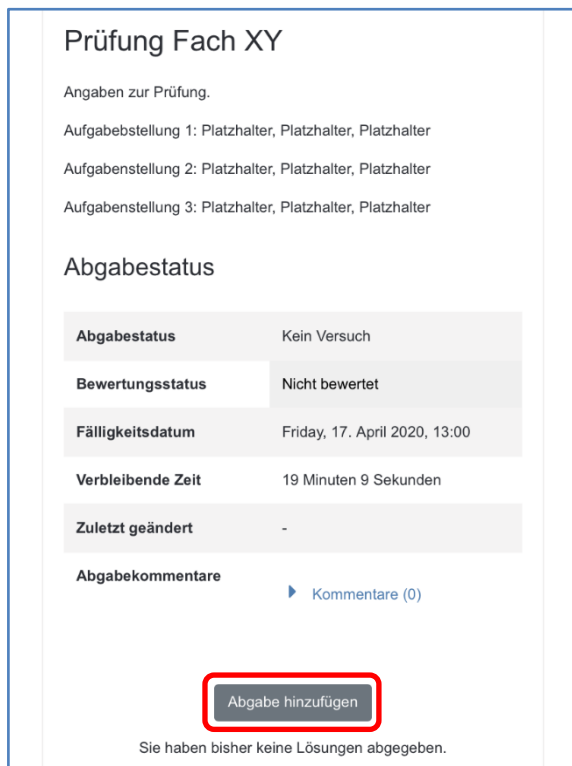 Prüfung Fach XY
Angaben zur Prüfung.
Aufgabebstellung 1: Platzhalter, Platzhalter, Platzhalter
Aufgabenstellung 2: Platzhalter, Platzhalter, Platzhalter
Aufgabenstellung 3: Platzhalter, Platzhalter, Platzhalter
Abgabestatus
Abgabestatus Kein Versuch
Bewertungsstatus Nicht bewertet
Fälligkeitsdatum Friday, 17. April 2020, 13:00
Verbleibende Zeit 19 Minuten 9 Sekunden
Zuletzt geändert -
Abgabekommentare
Kommentare (0)
Abgabe hinzufügen
Sie haben bisher keine Lösungen abgegeben.